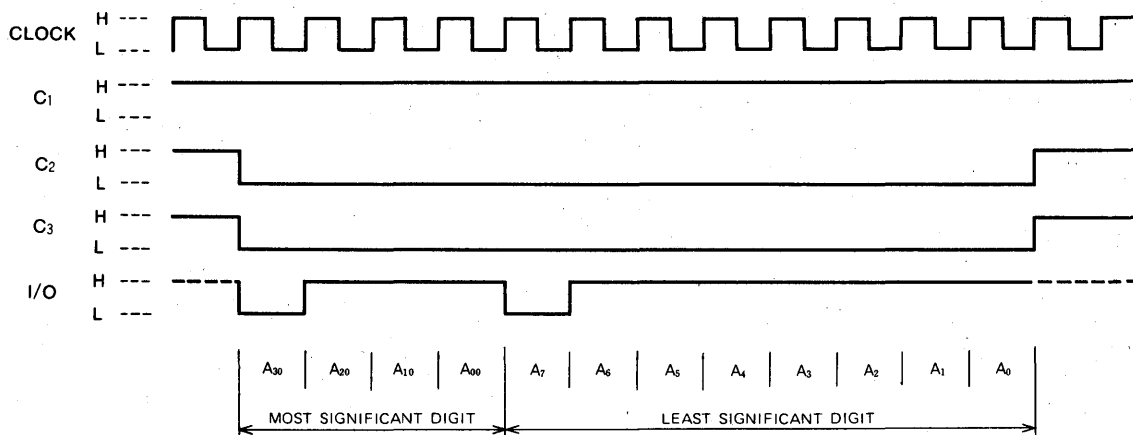 CLOCK H ---
L ---
C₁ H ---
L ---
C₂ H ---
L ---
C₃ H ---
L ---
I/O H ---
L ---
A₃₀ A₂₀ A₁₀ A₀₀ A₇ A₆ A₅ A₄ A₃ A₂ A₁ A₀
MOST SIGNIFICANT DIGIT LEAST SIGNIFICANT DIGIT